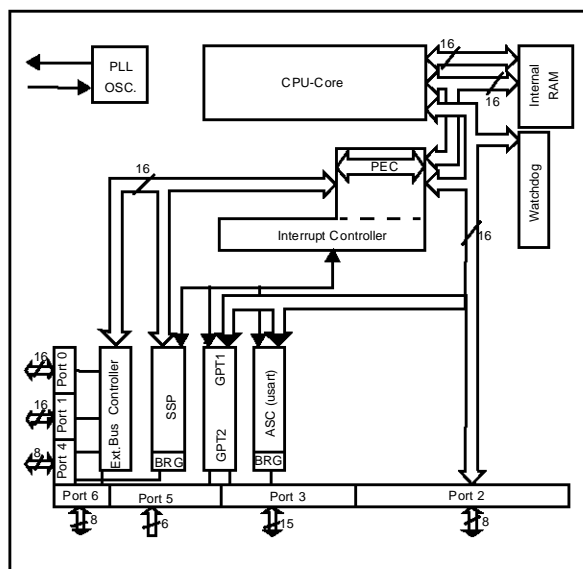 PLL
OSC.
CPU-Core
16
16
Internal
RAM
PEC
Interrupt Controller
16
Watchdog
16
16
Port 0
16
Port 1
8
Port 4
Ext.Bus Controller
SSP
BRG
GPT1
GPT2
ASC (usart)
BRG
Port 6
Port 5
Port 3
Port 2
8
6
15
8